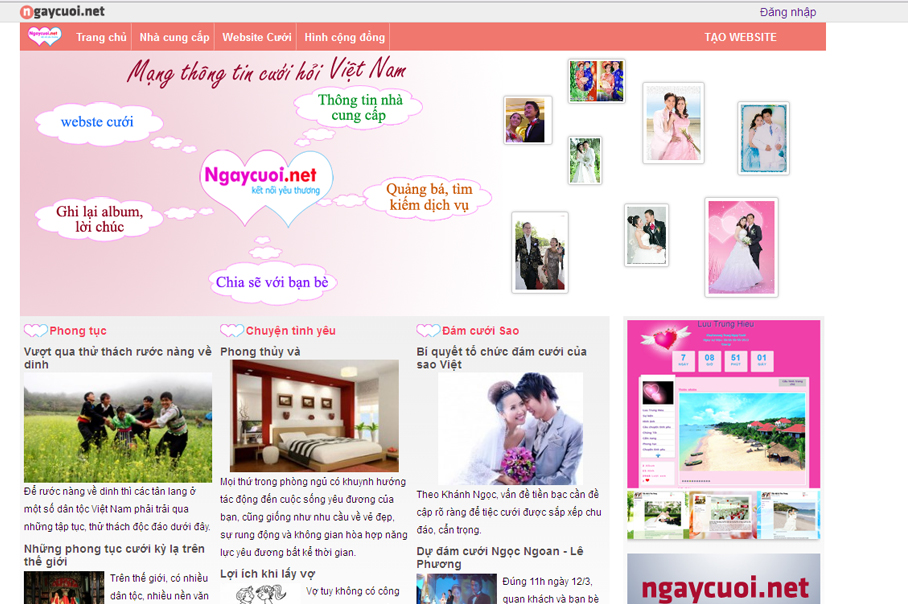 ngaycuoi.net
Đăng nhập
Ngaycuoi.net
Trang chủ
Nhà cung cấp
Website Cưới
Hình cộng đồng
TẠO WEBSITE
Mạng thông tin cưới hỏi Việt Nam
webste cưới
Thông tin nhà
cung cấp
Ngaycuoi.net
kết nối yêu thương
Quảng bá, tìm
kiếm dịch vụ
Ghi lại album,
lời chúc
Chia sẽ với bạn bè
Phong tục
Vượt qua thử thách rước nàng về
dinh
Để rước nàng về dinh thì các tân lang ở
một số dân tộc Việt Nam phải trải qua
những tập tục, thử thách độc đáo dưới đây.
Những phong tục cưới kỳ lạ trên
thế giới
Trên thế giới, có nhiều
dân tộc, nhiều nền văn
Chuyện tình yêu
Phong thủy và
Mọi thứ trong phòng ngủ có khuynh hướng
tác động đến cuộc sống yêu đương của
bạn, cũng giống như nhu cầu về vẻ đẹp,
sự rung động và không gian hòa hợp năng
lực yêu đương bất kể thời gian.
Lợi ích khi lấy vợ
Vợ tuy không có công
Đám cưới Sao
Bí quyết tổ chức đám cưới của
sao Việt
Theo Khánh Ngọc, vấn đề tiền bạc cần đề
cập rõ ràng để tiệc cưới được sắp xếp chu
đáo, cẩn trọng.
Dự đám cưới Ngọc Ngoan - Lê
Phương
Đúng 11h ngày 12/3,
quan khách và bạn bè
Lưu Trung Hiếu
7
08
51
01
ngaycuoi.net